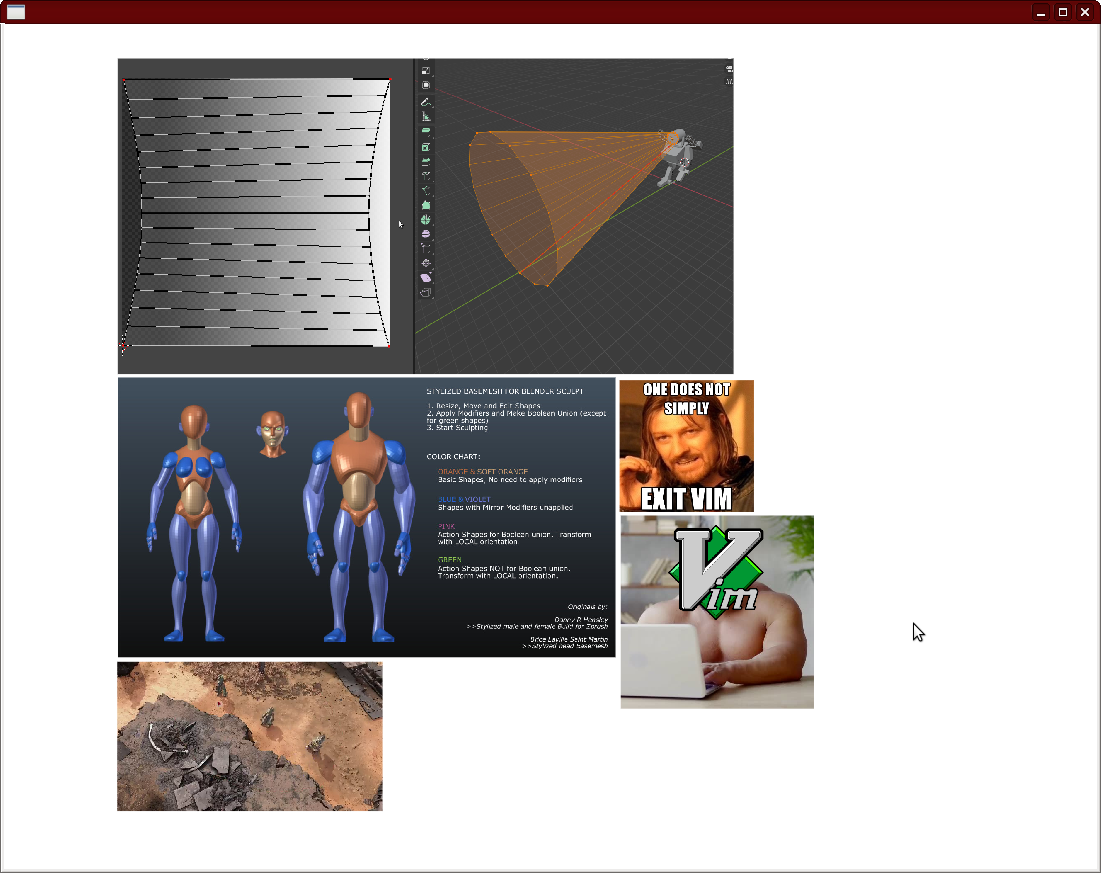 STYLIZED BASEMESH FOR BLENDER SCULPT
1. Resize, Move and Edit Shapes
2. Apply Modifiers and Make boolean Union (except
for green shapes)
3. Start Sculpting
COLOR CHART:
ORANGE & SOFT ORANGE
Basic Shapes, No need to apply modifiers
BLUE & VIOLET
Shapes with Mirror Modifiers unapplied
PINK
Action Shapes for Boolean union. Transform
with LOCAL orientation.
GREEN
Action Shapes NOT for Boolean union.
Transform with LOCAL orientation.
Originals by:
Danny R
>>Stylized male and female Build for Zbrush
Brice Laville Saint Martin
>>Stylized head basemesh
ONE DOES NOT
SIMPLY
EXIT VIM
Vim